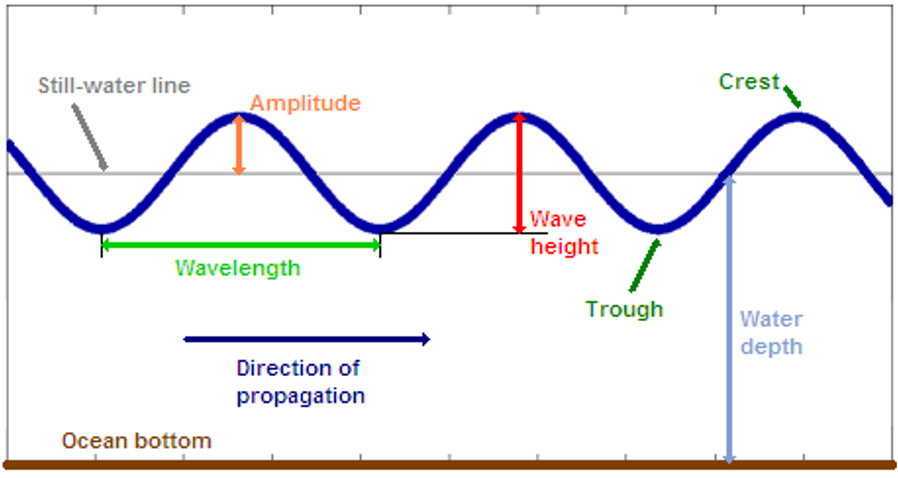 Still-water line
Amplitude
Crest
Wave
height
Wavelength
Trough
Water
depth
Direction of
propagation
Ocean bottom